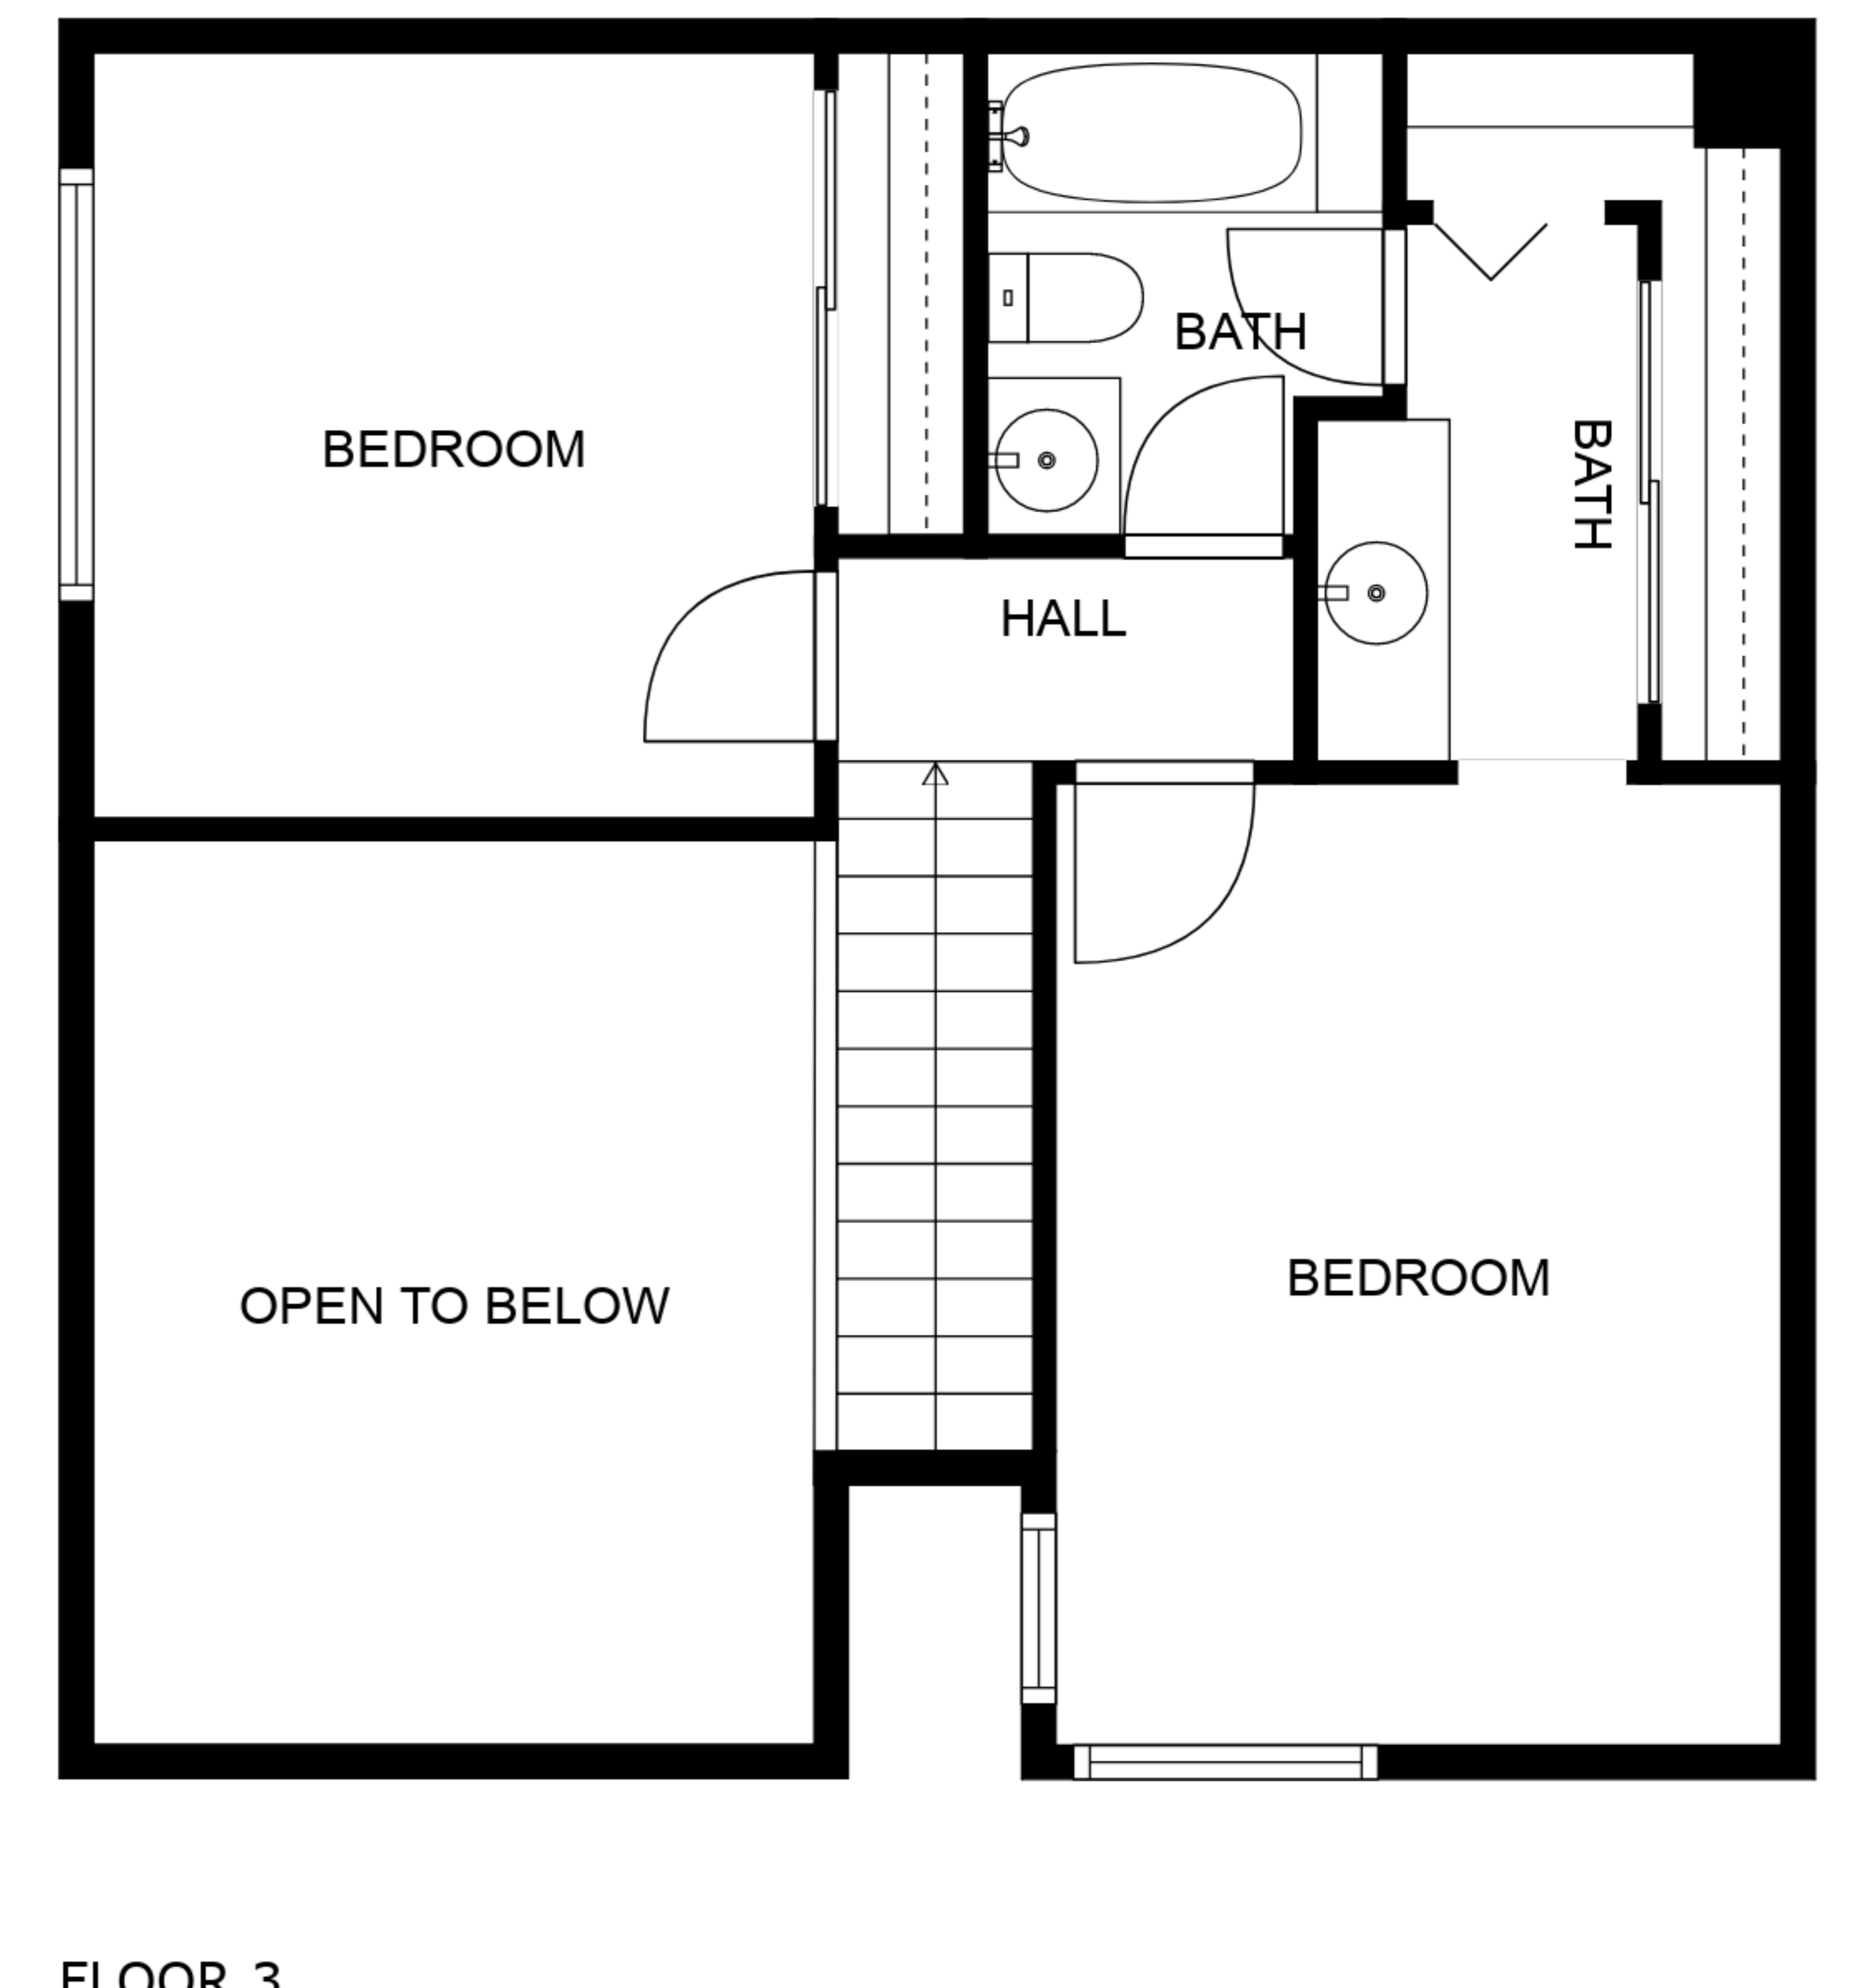 BEDROOM
BATH
BATH
HALL
OPEN TO BELOW
BEDROOM
FLOOR 3